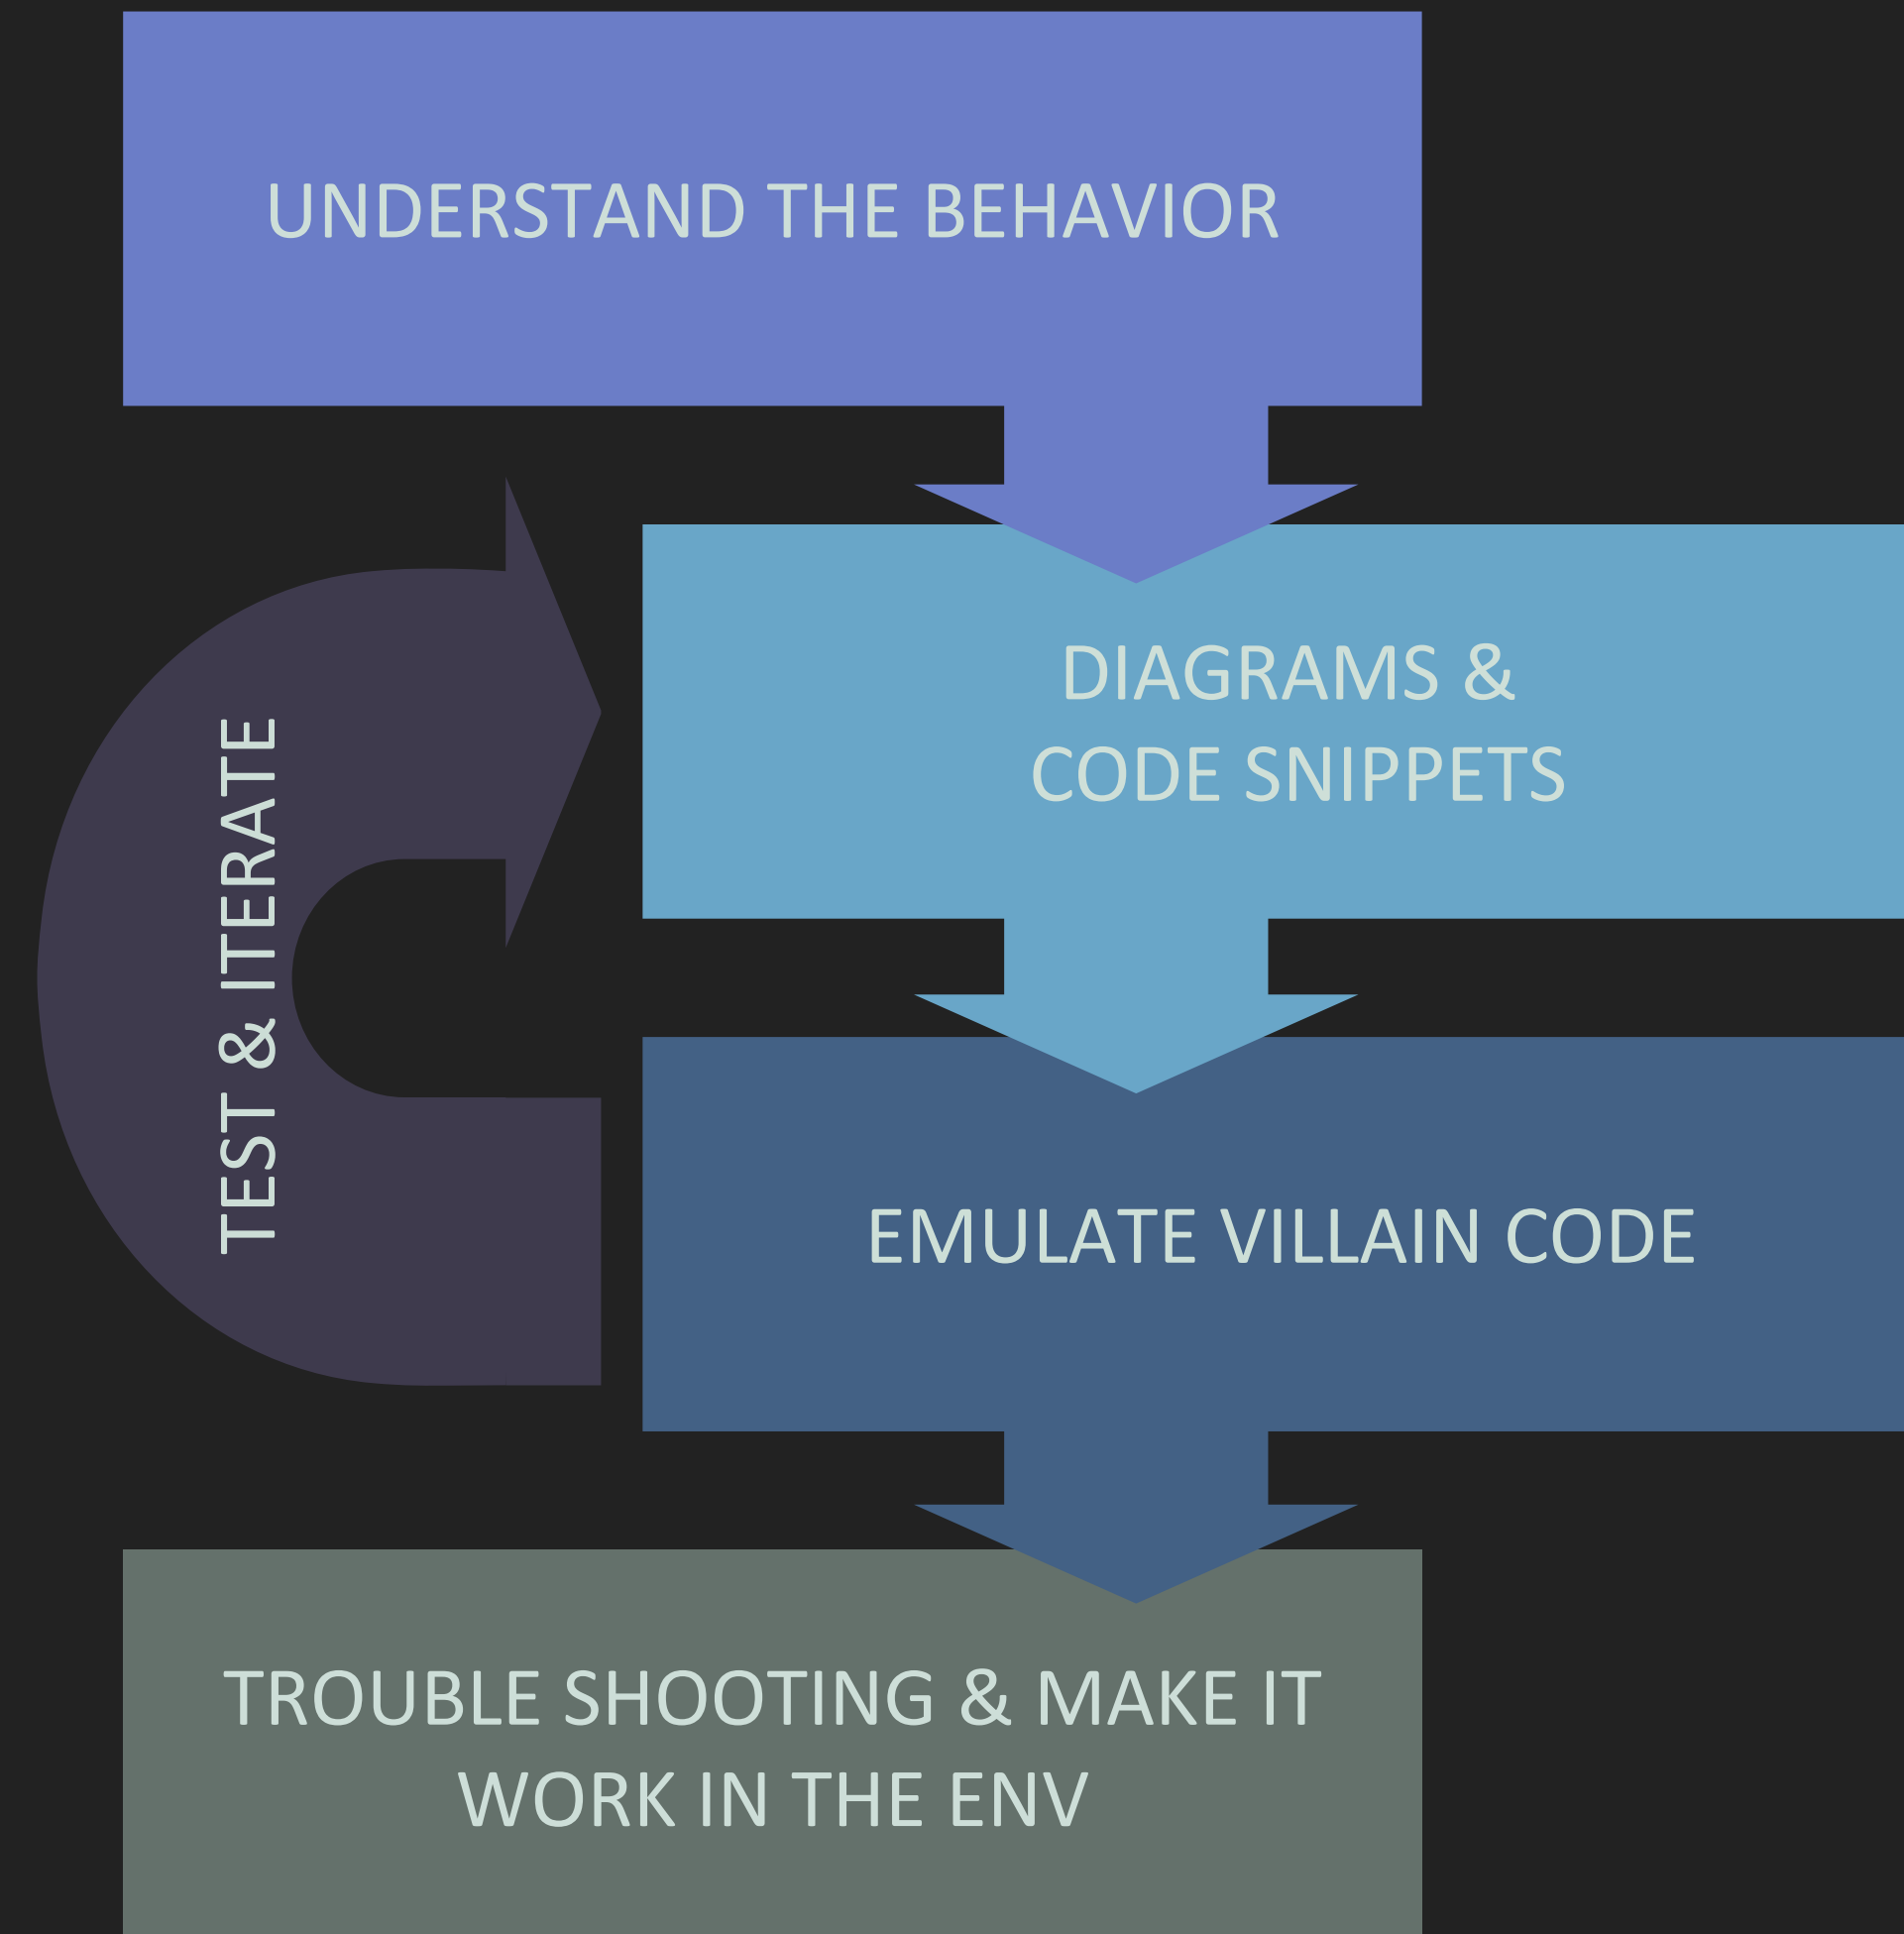 UNDERSTAND THE BEHAVIOR
DIAGRAMS &
CODE SNIPPETS
TEST & ITERATE
EMULATE VILLAIN CODE
TROUBLE SHOOTING & MAKE IT
WORK IN THE ENV